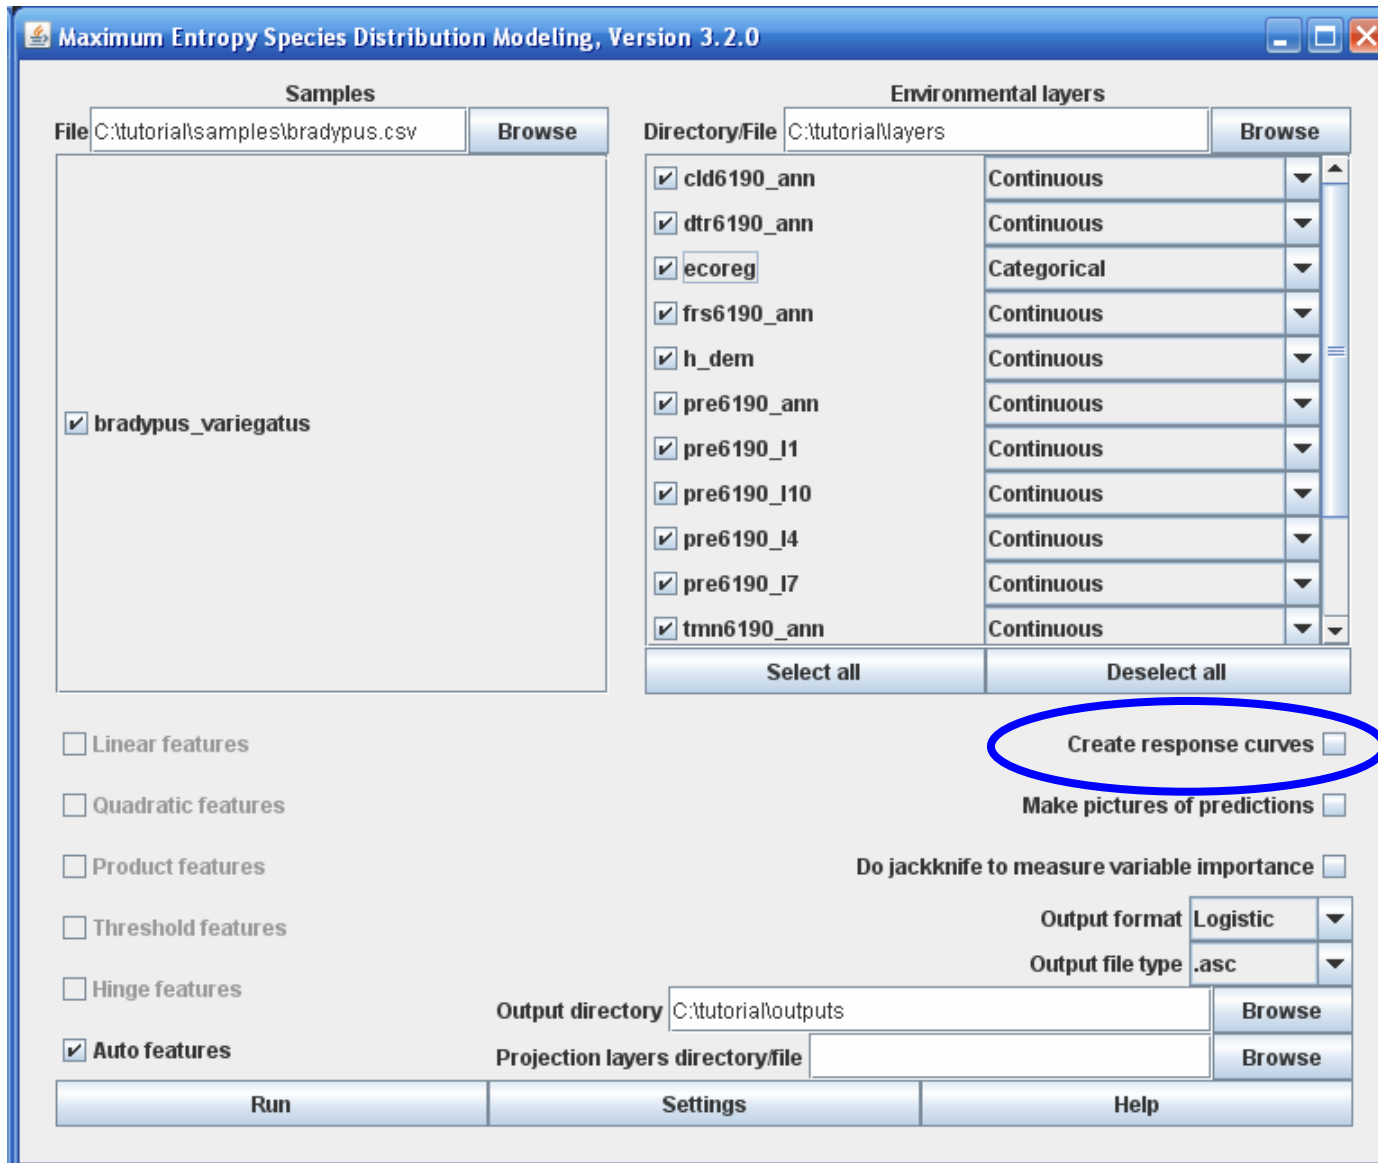 Maximum Entropy Species Distribution Modeling, Version 3.2.0
Samples
Environmental layers
File C:\tutorial\samples\bradypus.csv Browse
Directory/File C:\tutorial\layers Browse
bradypus_variegatus
cld6190_ann Continuous
dtr6190_ann Continuous
ecoreg Categorical
frs6190_ann Continuous
h_dem Continuous
pre6190_ann Continuous
pre6190_l1 Continuous
pre6190_l10 Continuous
pre6190_l4 Continuous
pre6190_l7 Continuous
tmn6190_ann Continuous
Select all Deselect all
Linear features
Quadratic features
Product features
Threshold features
Hinge features
Auto features
Create response curves
Make pictures of predictions
Do jackknife to measure variable importance
Output format Logistic
Output file type .asc
Output directory C:\tutorial\outputs Browse
Projection layers directory/file Browse
Run Settings Help